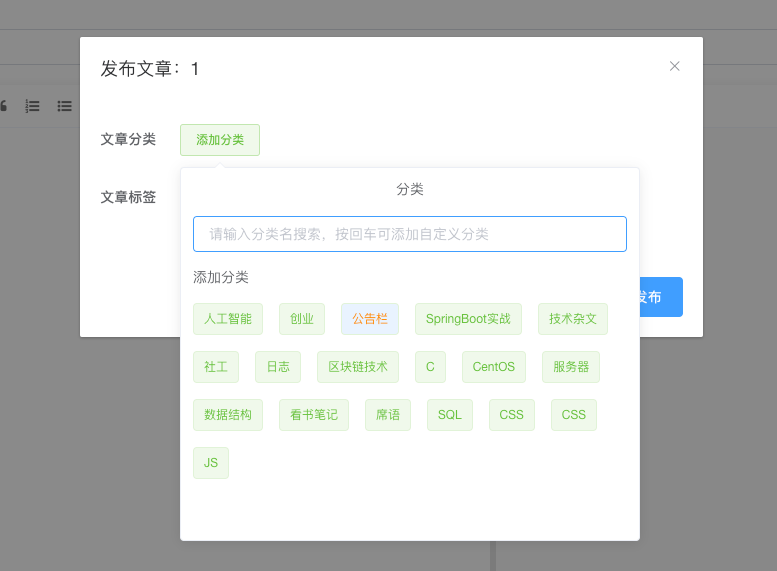 发布文章：1
文章分类 添加分类
文章标签
分类
请输入分类名搜索，按回车可添加自定义分类
添加分类
发布
人工智能 创业 公告栏 SpringBoot实战 技术杂文
社工 日志 区块链技术 C CentOS 服务器
数据结构 看书笔记 席语 SQL CSS CSS
JS